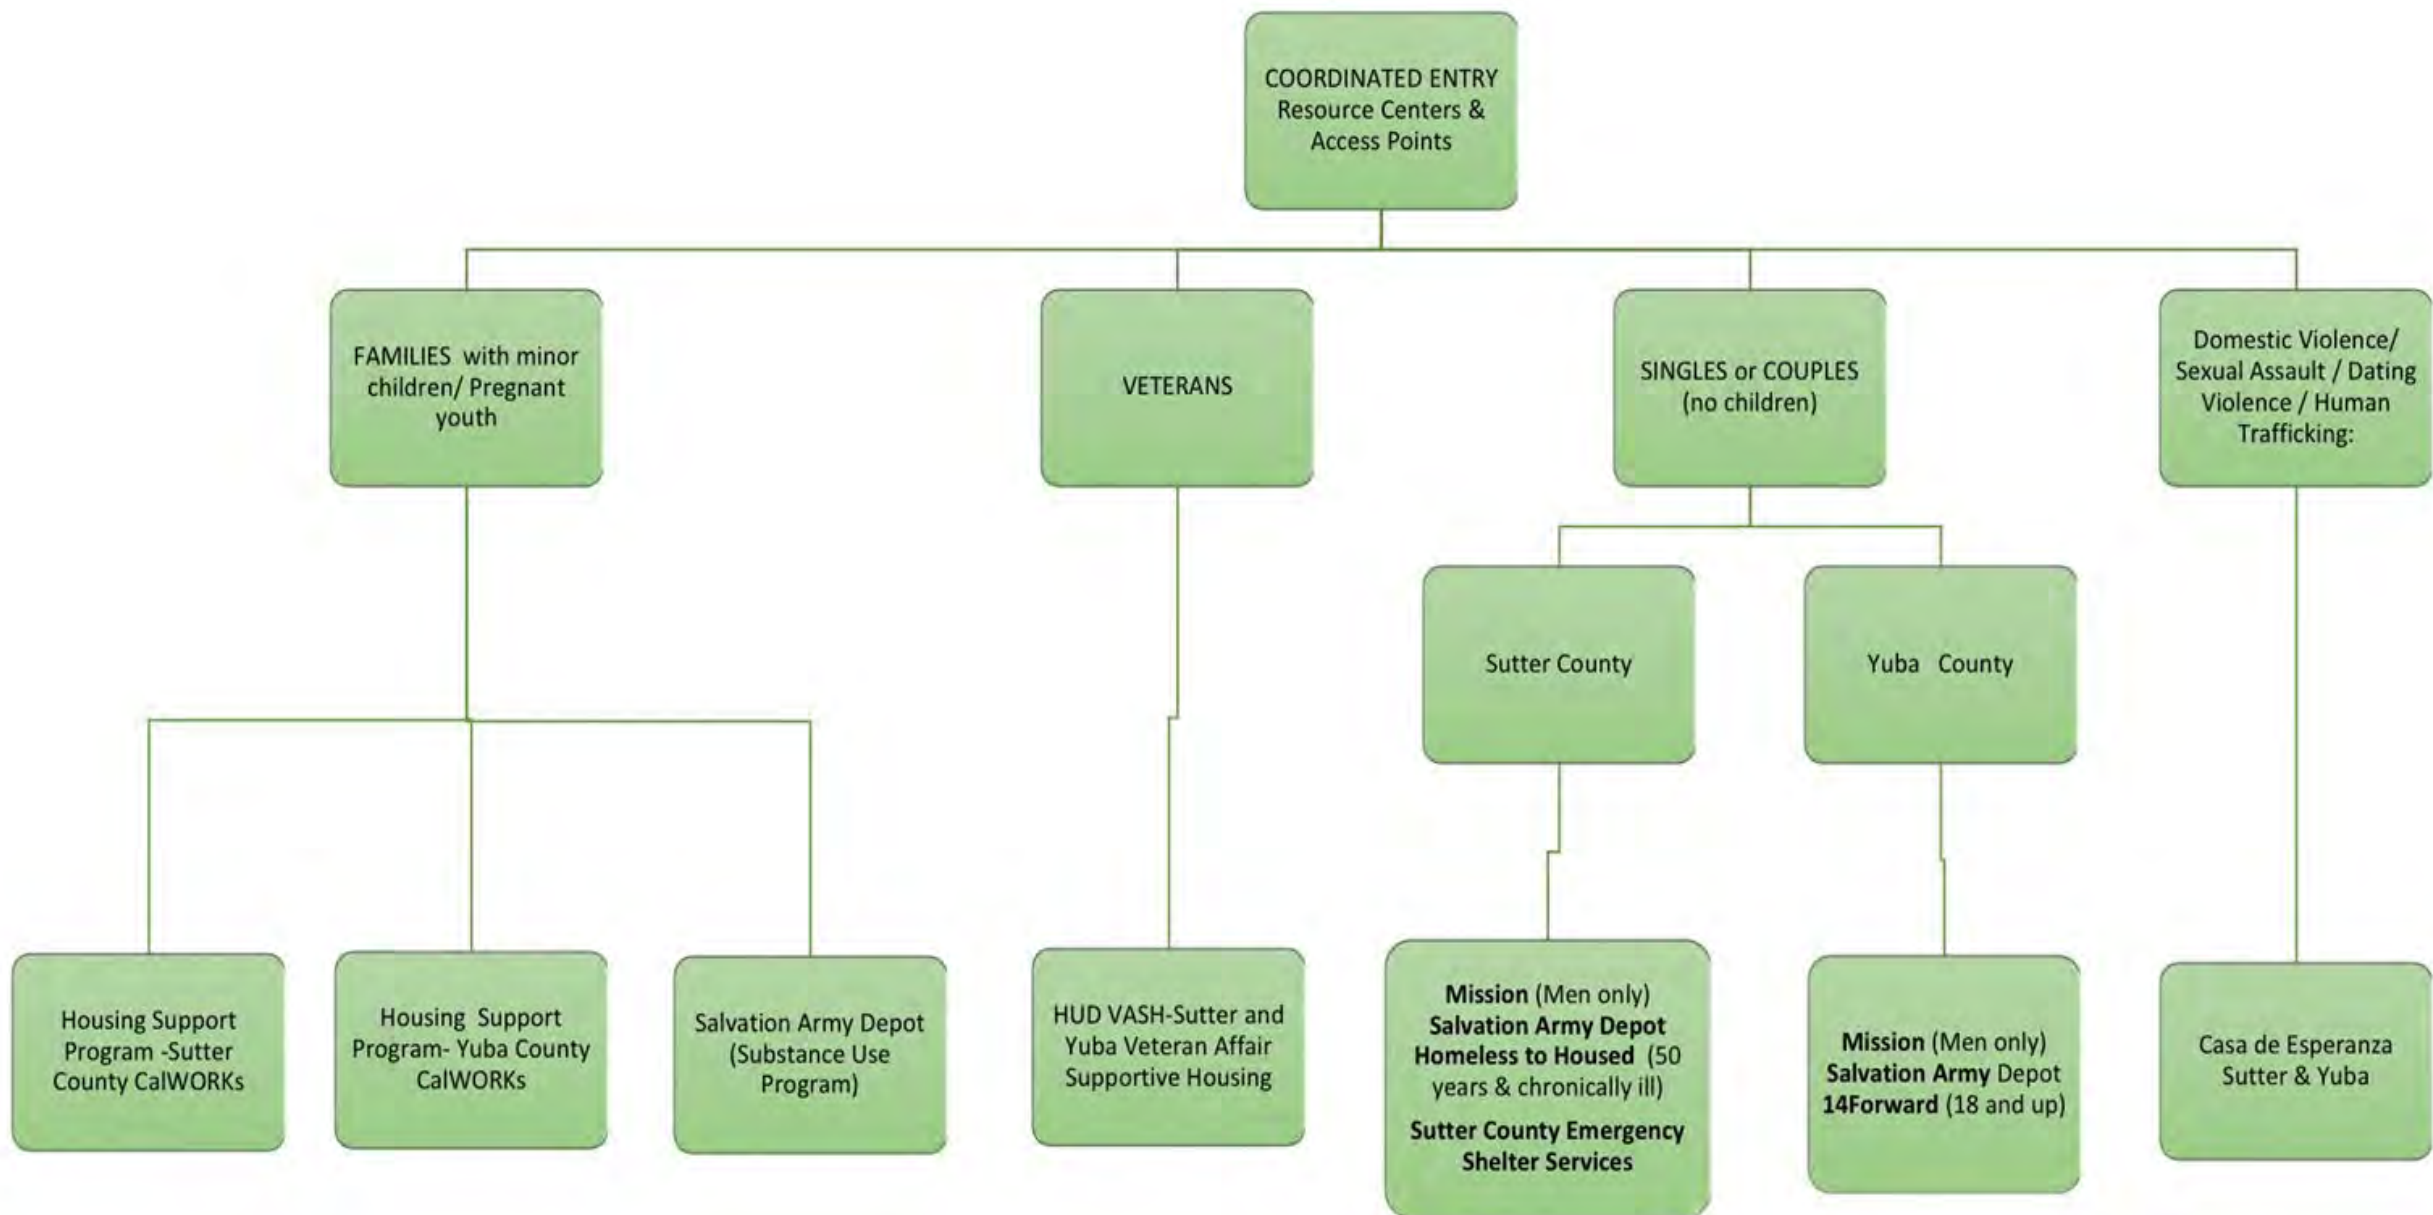 COORDINATED ENTRY
Resource Centers &
Access Points
FAMILIES with minor
children/ Pregnant
youth
VETERANS
SINGLES or COUPLES
(no children)
Domestic Violence/
Sexual Assault / Dating
Violence / Human
Trafficking:
Sutter County
Yuba County
Housing Support
Program -Sutter
County CalWORKs
Housing Support
Program- Yuba County
CalWORKs
Salvation Army Depot
(Substance Use
Program)
HUD VASH-Sutter and
Yuba Veteran Affair
Supportive Housing
Mission (Men only)
Salvation Army Depot
Homeless to Housed (50
years & chronically ill)
Sutter County Emergency
Shelter Services
Mission (Men only)
Salvation Army Depot
14Forward (18 and up)
Casa de Esperanza
Sutter & Yuba